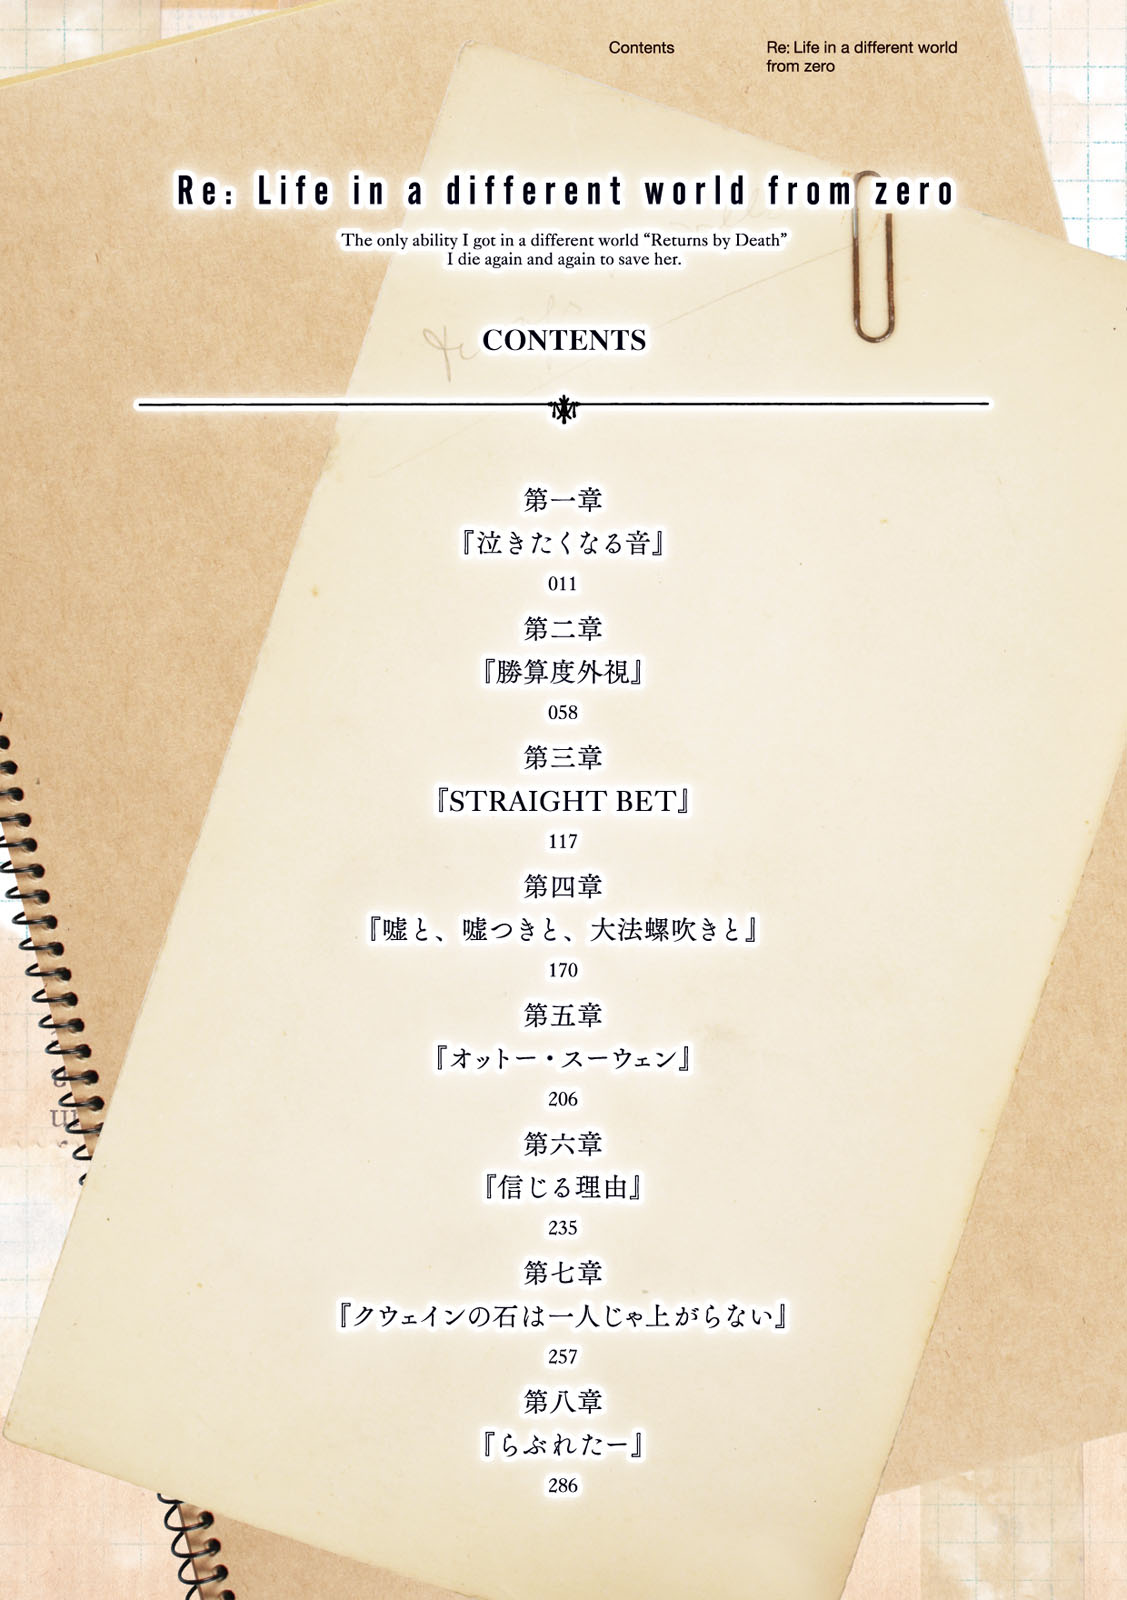 Contents
Re: Life in a different world
from zero
Re: Life in a different world from zero
The only ability I got in a different world “Returns by Death”
I die again and again to save her.
CONTENTS
第一章
『泣きたくなる音』
011
第二章
『勝算度外視』
058
第三章
『STRAIGHT BET』
117
第四章
『嘘と、嘘つきと、大法螺吹きと』
170
第五章
『オットー・スーウェン』
206
第六章
『信じる理由』
235
第七章
『クウェインの石は一人じゃ上がらない』
257
第八章
『らぶれたー』
286